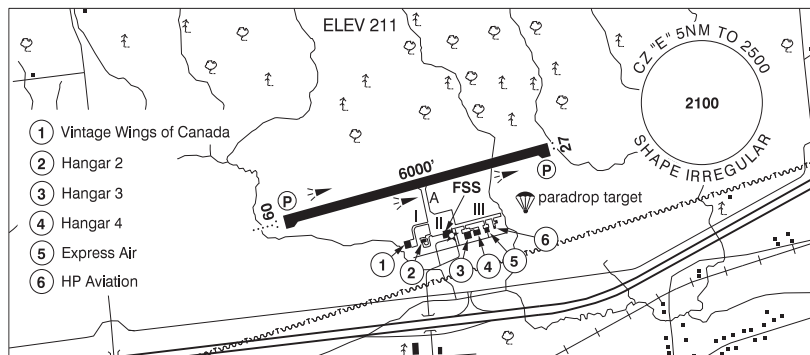 ELEV 211
CZ "E" 5NM TO 2500
2100
SHAPE IRREGULAR
1 Vintage Wings of Canada
2 Hangar 2
3 Hangar 3
4 Hangar 4
5 Express Air
6 HP Aviation
27
6000'
P
P
09
A
FSS
I
II
III
paradrop target
1
2
3
4
5
6